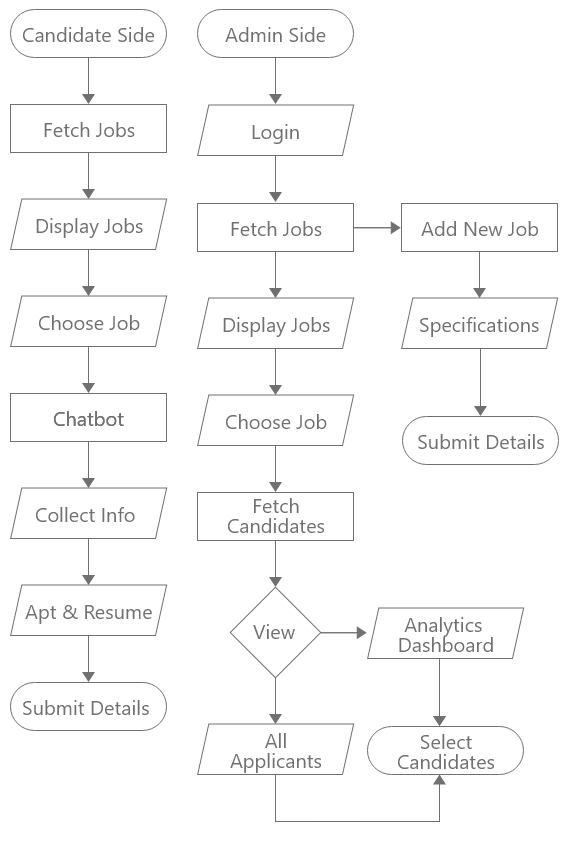 Candidate Side
Fetch Jobs
Display Jobs
Choose Job
Chatbot
Collect Info
Apt & Resume
Submit Details
Admin Side
Login
Fetch Jobs
Display Jobs
Choose Job
Fetch
Candidates
View
All
Applicants
Add New Job
Specifications
Submit Details
Analytics
Dashboard
Select
Candidates